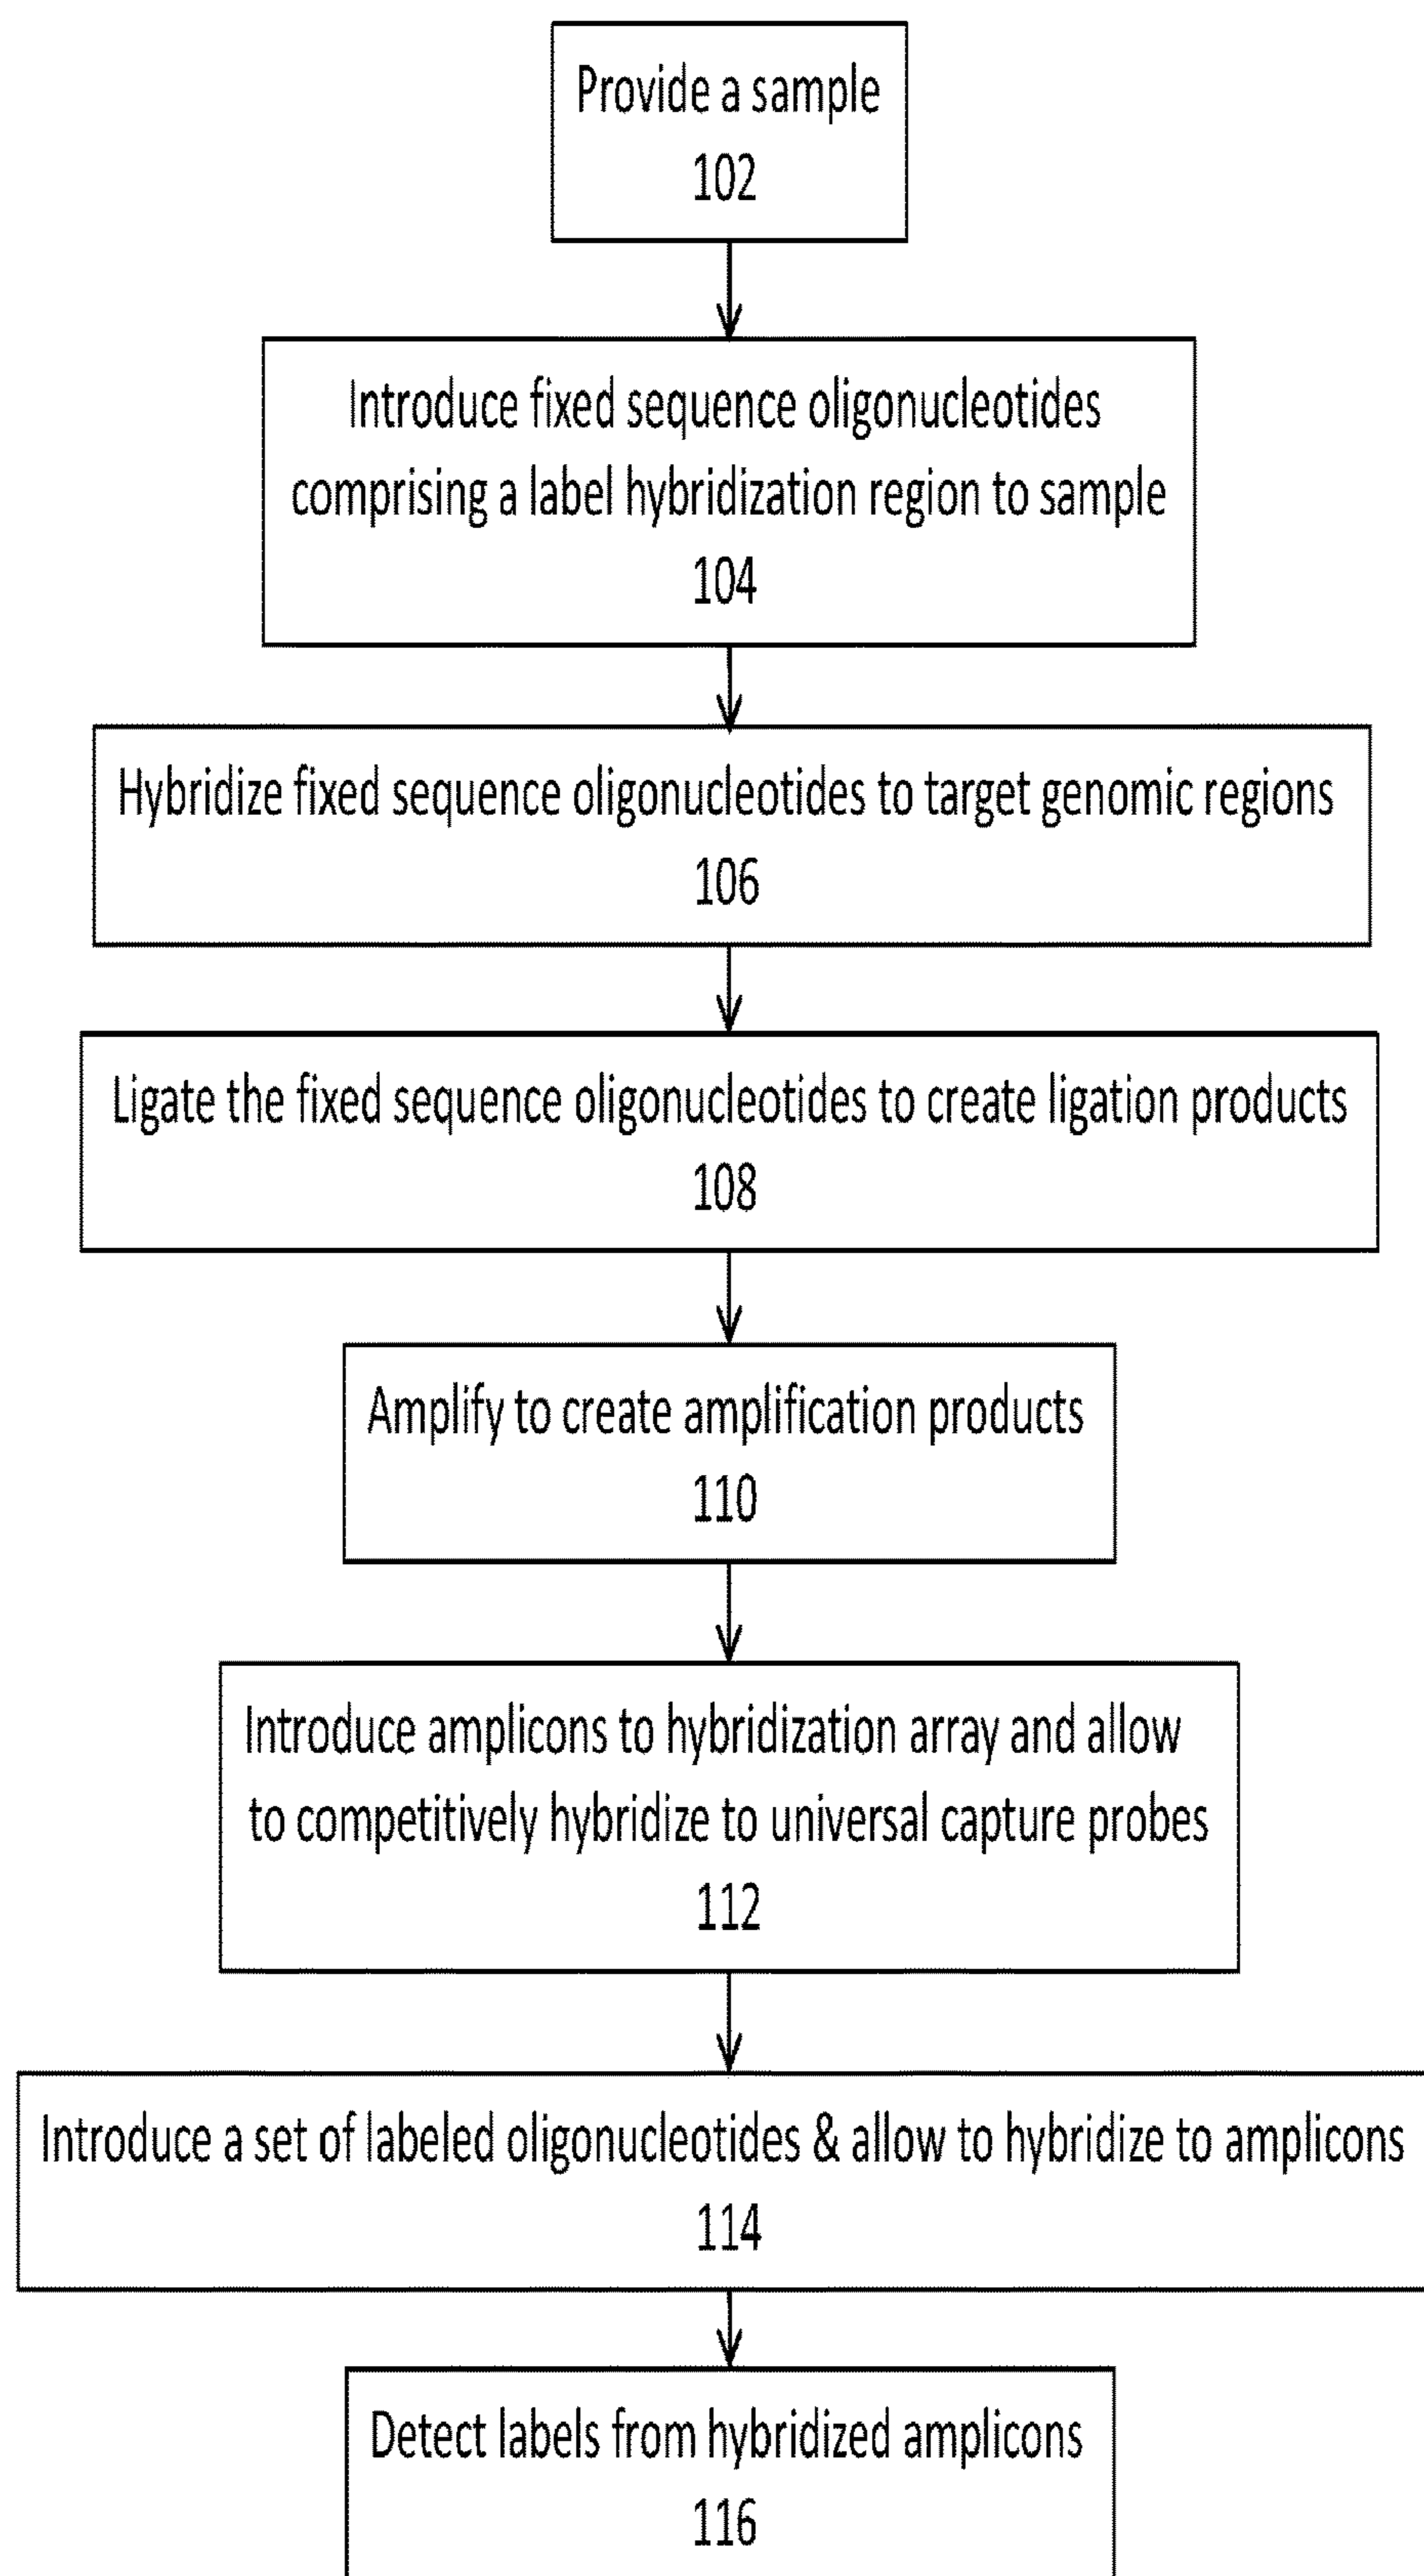 Provide a sample
102
Introduce fixed sequence oligonucleotides
comprising a label hybridization region to sample
104
Hybridize fixed sequence oligonucleotides to target genomic regions
106
Ligate the fixed sequence oligonucleotides to create ligation products
108
Amplify to create amplification products
110
Introduce amplicons to hybridization array and allow
to competitively hybridize to universal capture probes
112
Introduce a set of labeled oligonucleotides & allow to hybridize to amplicons
114
Detect labels from hybridized amplicons
116